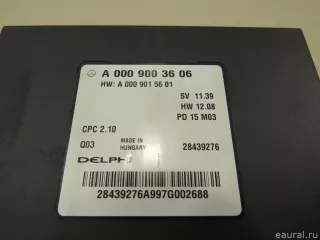 A 000 900 36 06
HW: A 000 901 56 01
SV 11.39
HW 12.08
PD 15 M03
CPC 2.10
Q03 MADE IN HUNGARY 28439276
DELPHI
28439276A997G002688
© eaural.ru